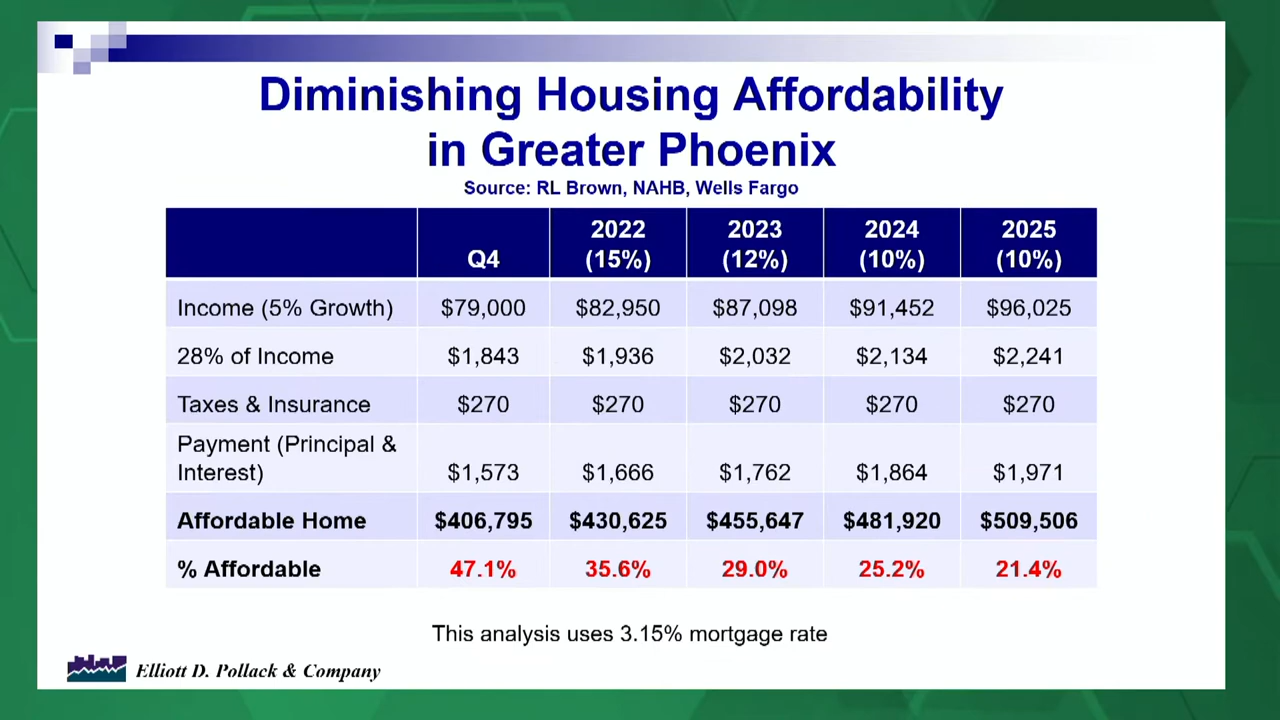 Diminishing Housing Affordability
in Greater Phoenix
Source: RL Brown, NAHB, Wells Fargo
Q4 2022 (15%) 2023 (12%) 2024 (10%) 2025 (10%)
Income (5% Growth) $79,000 $82,950 $87,098 $91,452 $96,025
28% of Income $1,843 $1,936 $2,032 $2,134 $2,241
Taxes & Insurance $270 $270 $270 $270 $270
Payment (Principal & Interest) $1,573 $1,666 $1,762 $1,864 $1,971
Affordable Home $406,795 $430,625 $455,647 $481,920 $509,506
% Affordable 47.1% 35.6% 29.0% 25.2% 21.4%
This analysis uses 3.15% mortgage rate
Elliott D. Pollack & Company